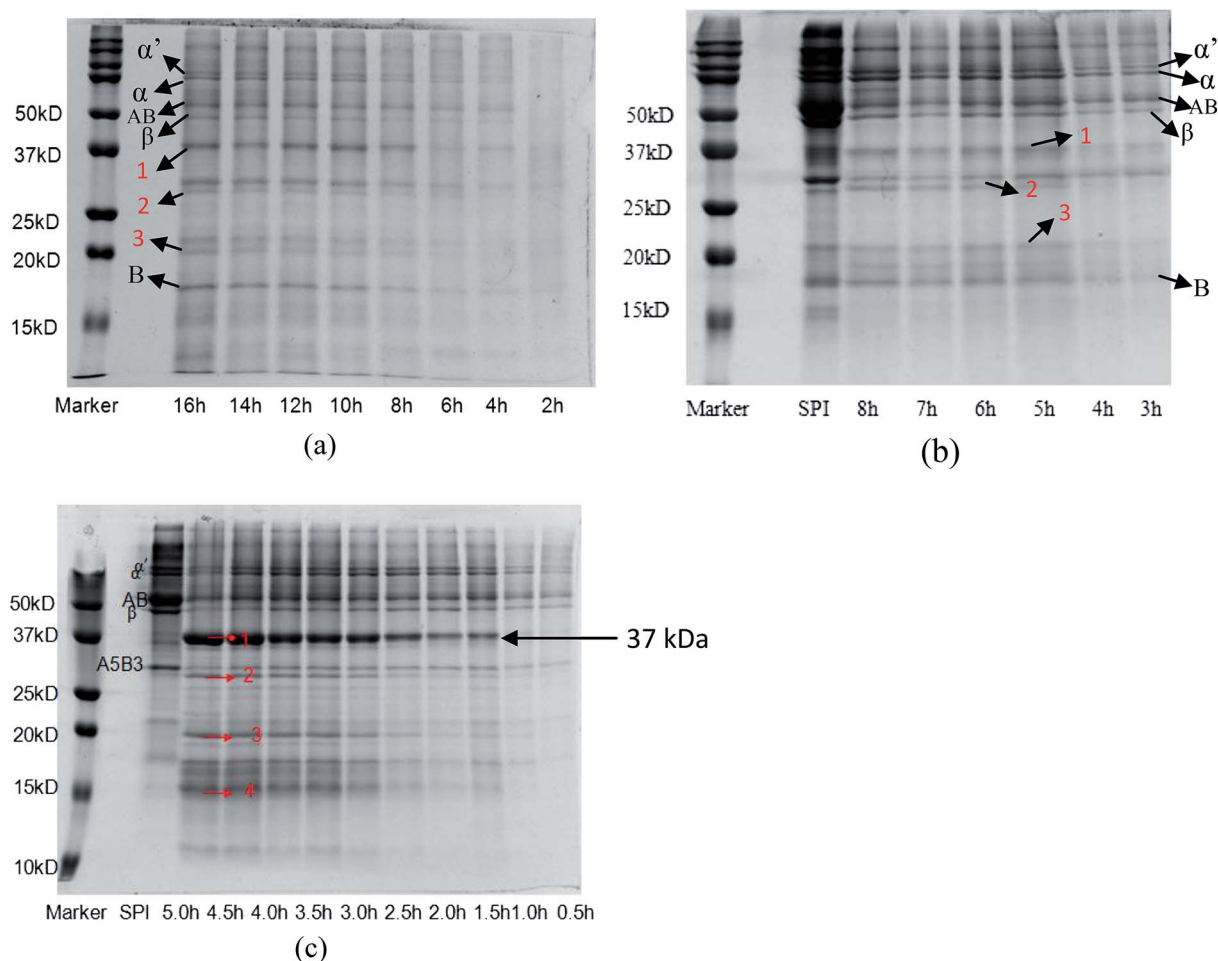 α’
α
AB
β
1
2
3
B
50kD
37kD
25kD
20kD
15kD
Marker 16h 14h 12h 10h 8h 6h 4h 2h
(a)
α’
α
AB
β
1
2
3
B
50kD
37kD
25kD
20kD
15kD
Marker SPI 8h 7h 6h 5h 4h 3h
(b)
α’
α
AB
β
A5B3
50kD
37kD
25kD
20kD
15kD
10kD
1
2
3
4
37 kDa
Marker SPI 5.0h 4.5h 4.0h 3.5h 3.0h 2.5h 2.0h 1.5h 1.0h 0.5h
(c)